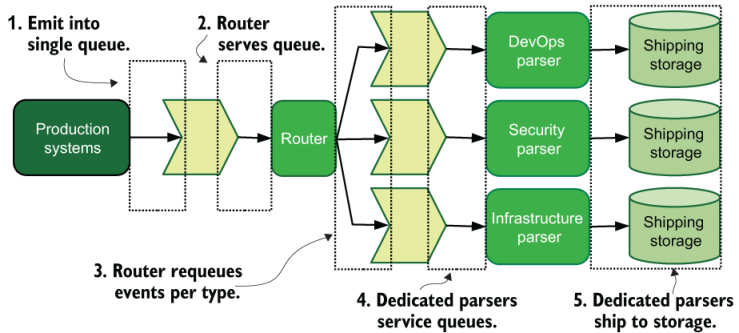 1. Emit into
single queue.
2. Router
serves queue.
Production
systems
Router
DevOps
parser
Shipping
storage
Security
parser
Shipping
storage
Infrastructure
parser
Shipping
storage
3. Router requeues
events per type.
4. Dedicated parsers
service queues.
5. Dedicated parsers
ship to storage.